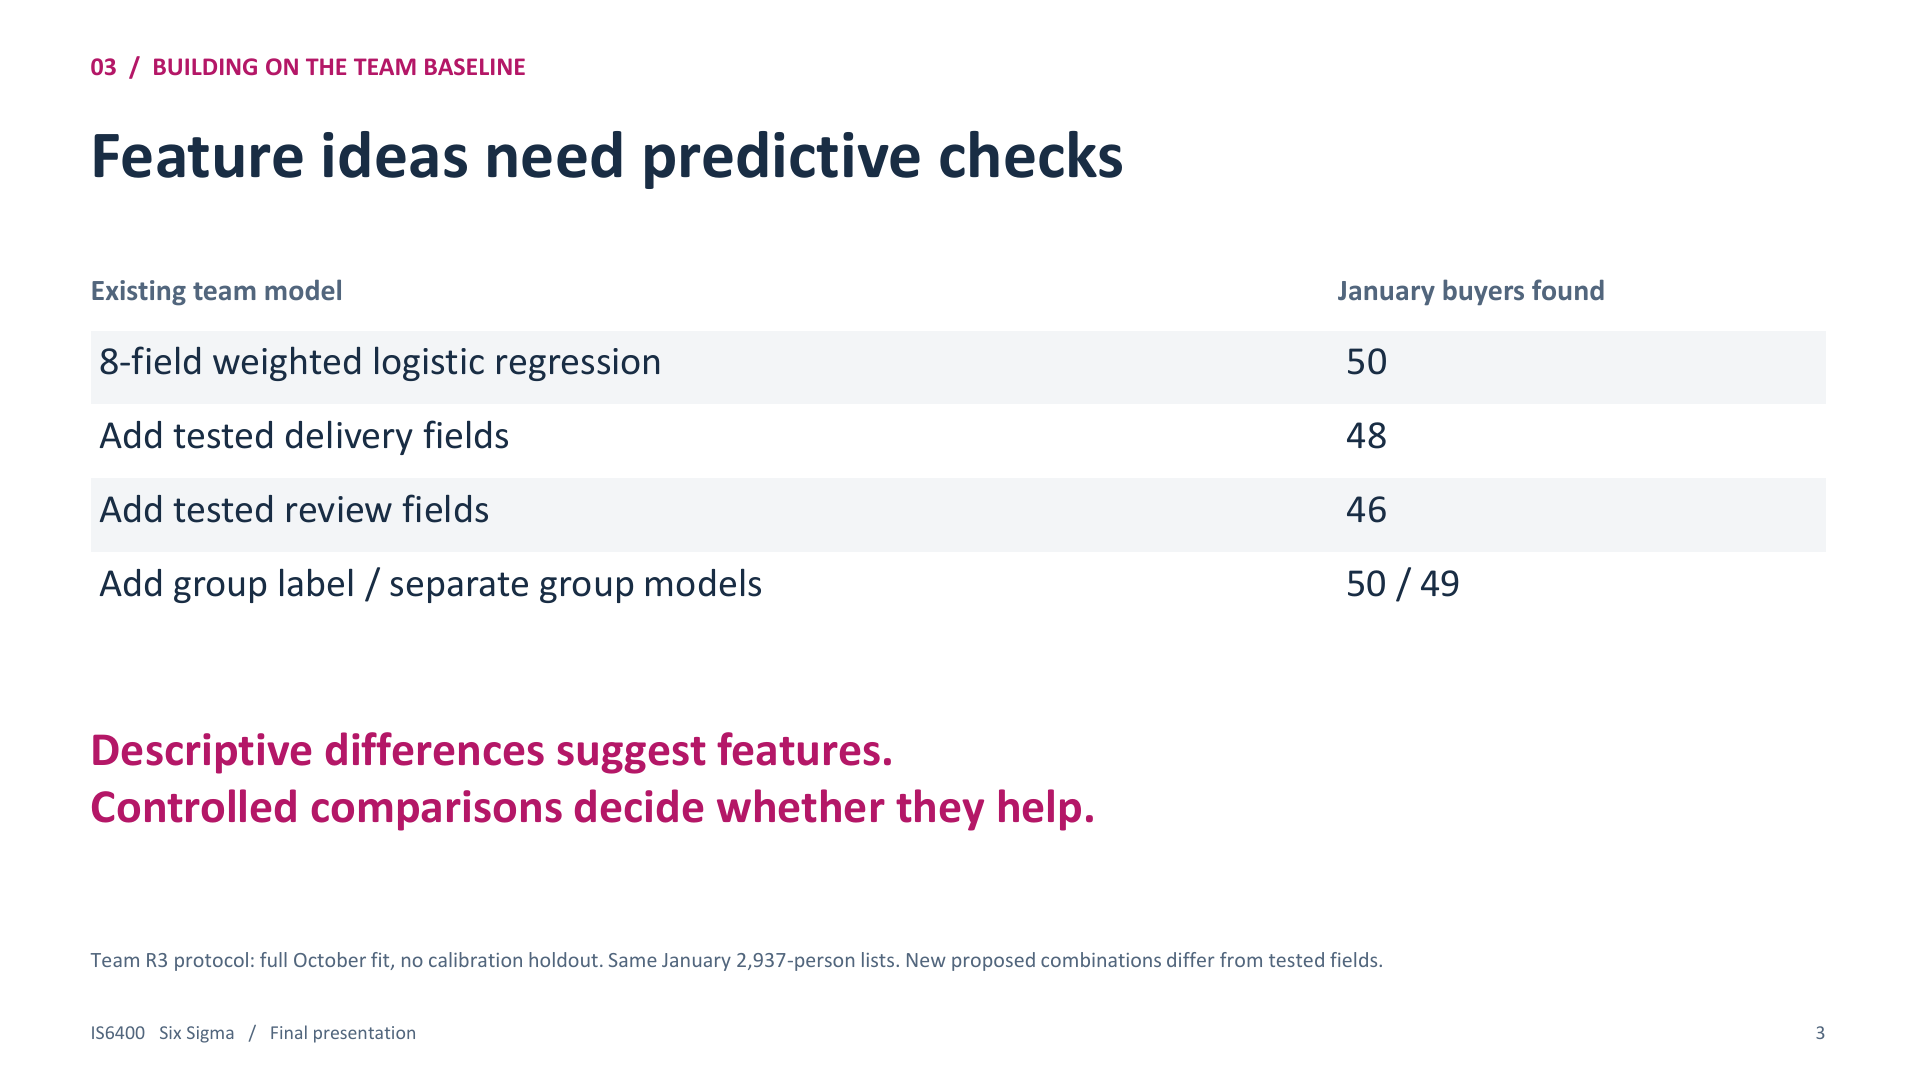 03 / BUILDING ON THE TEAM BASELINE
Feature ideas need predictive checks
Existing team model January buyers found
8-field weighted logistic regression 50
Add tested delivery fields 48
Add tested review fields 46
Add group label / separate group models 50 / 49
Descriptive differences suggest features.
Controlled comparisons decide whether they help.
Team R3 protocol: full October fit, no calibration holdout. Same January 2,937-person lists. New proposed combinations differ from tested fields.
IS6400 Six Sigma / Final presentation 3